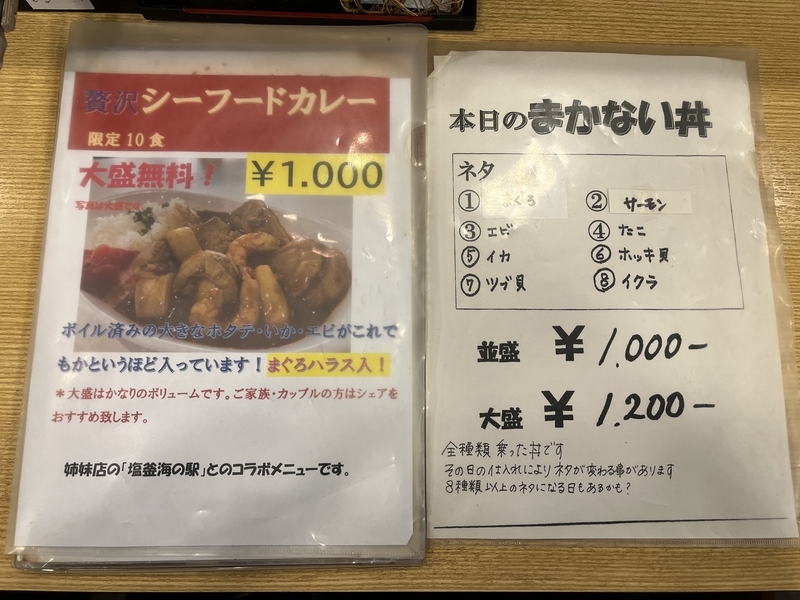 贅沢シーフードカレー
限定10食
大盛無料！
￥1.000
写真は大盛です
ボイル済みの大きなホタテ・いか・エビがこれで
もかというほど入っています！まぐろハラス入！
＊大盛はかなりのボリュームです。ご家族・カップルの方はシェアを
おすすめ致します。
姉妹店の「塩釜海の駅」とのコラボメニューです。
本日のまかない丼
ネタ
① まぐろ ② サーモン
③ エビ ④ たこ
⑤ イカ ⑥ ホッキ貝
⑦ ツブ貝 ⑧ イクラ
並盛 ￥1.000－
大盛 ￥1.200－
全種類乗った丼です
その日の仕入れによりネタが変わる事があります
8種類以上のネタになる日もあるかも？